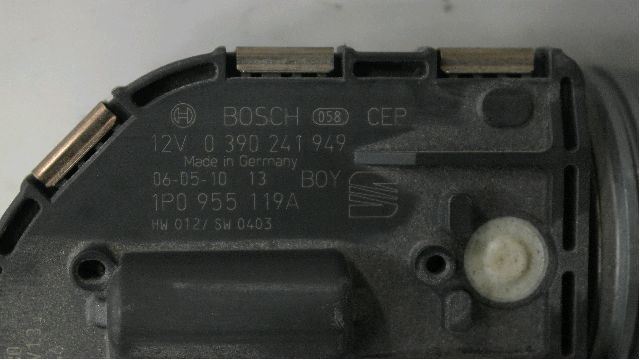 BOSCH 058 CEP
12V 0 390 241 949
Made in Germany
06-05-10 13 BOY
1P0 955 119A
HW 012/ SW 0403